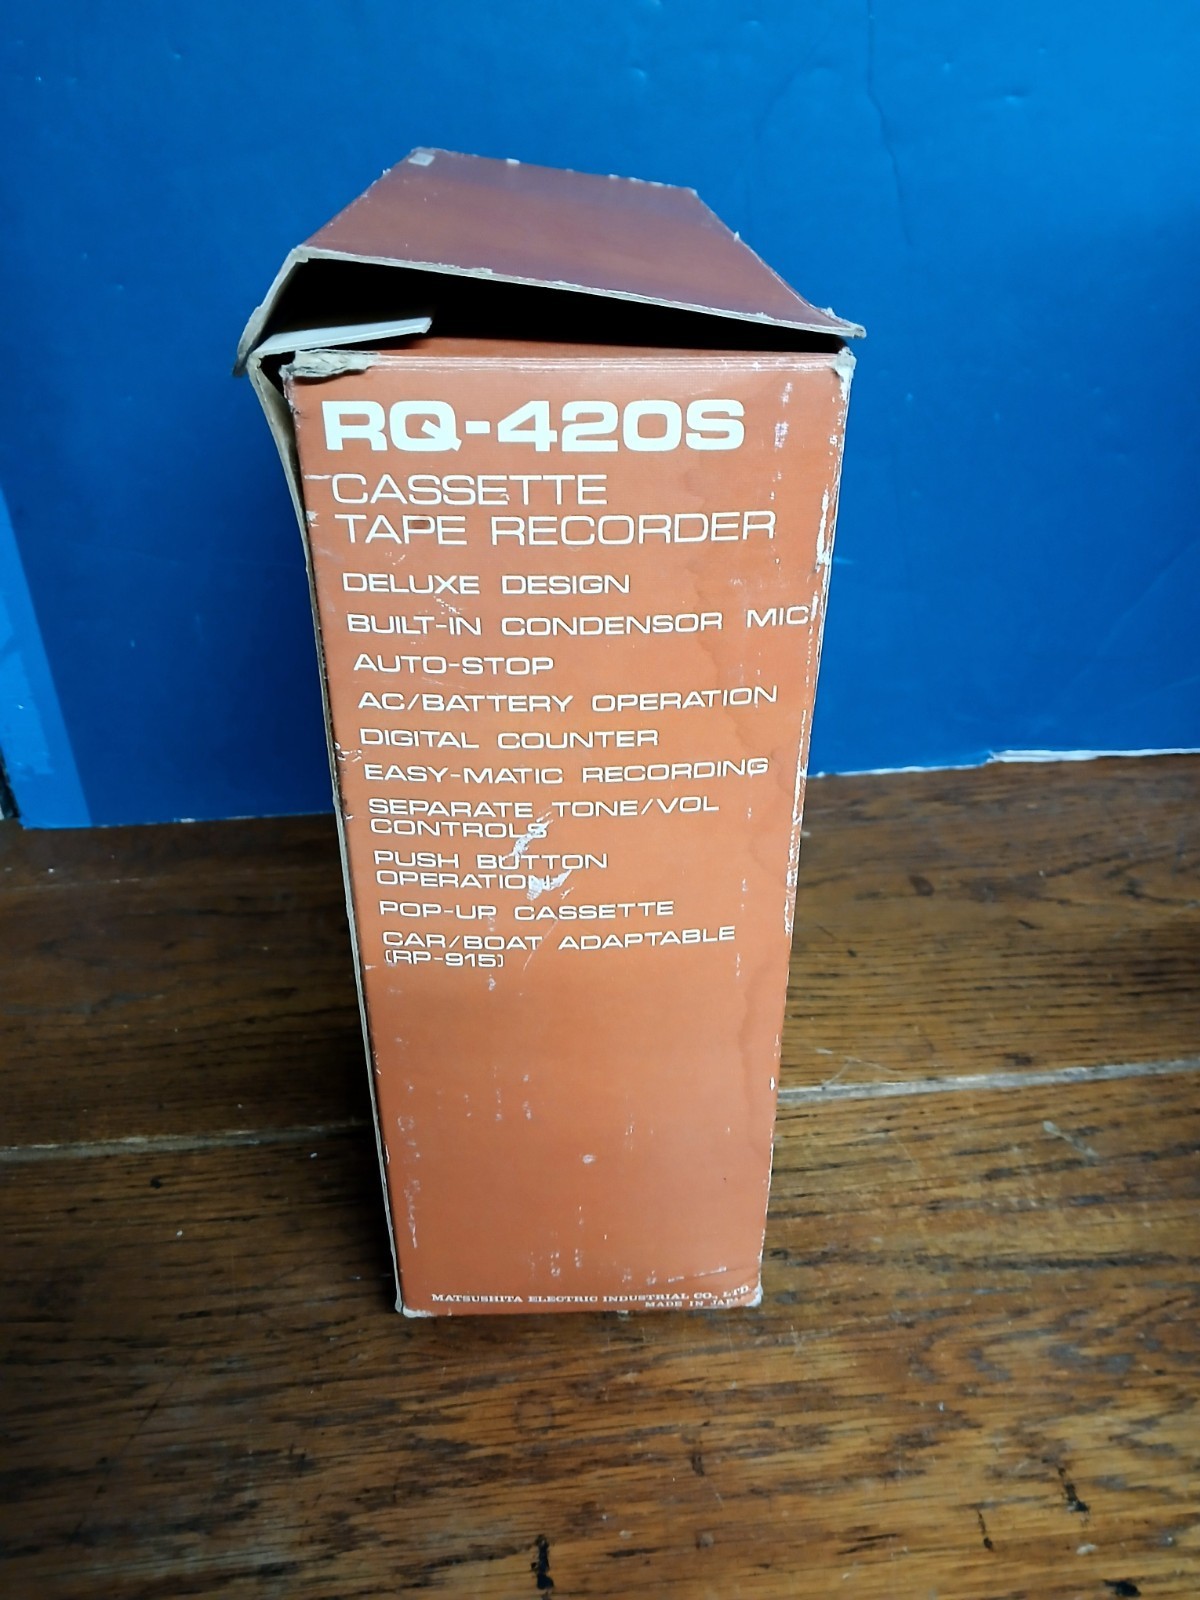 RQ-420S
CASSETTE
TAPE RECORDER
DELUXE DESIGN
BUILT-IN CONDENSOR MIC
AUTO-STOP
AC/BATTERY OPERATION
DIGITAL COUNTER
EASY-MATIC RECORDING
SEPARATE TONE/VOL
CONTROLS
PUSH BUTTON
OPERATION
POP-UP CASSETTE
CAR/BOAT ADAPTABLE
(RP-915)
MATSUSHITA ELECTRIC INDUSTRIAL CO., LTD.
MADE IN JAPAN